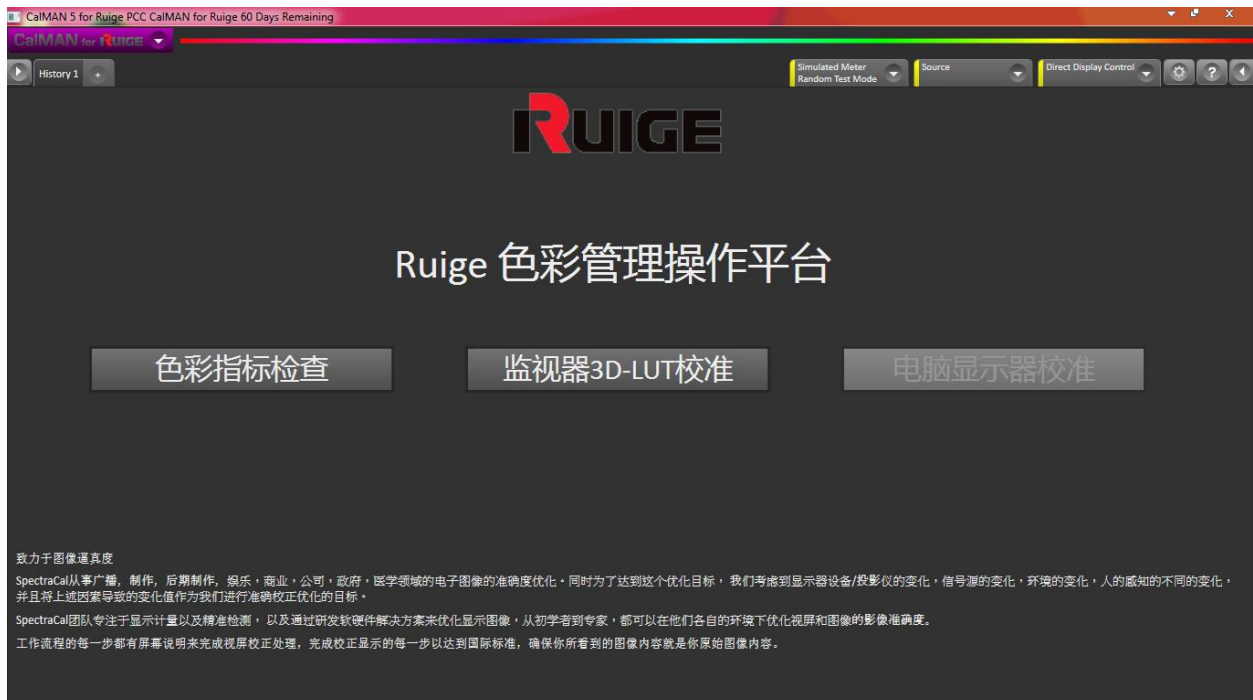 CalMAN 5 for Ruige PCC CalMAN for Ruige 60 Days Remaining
CalMAN for RUIGE
History 1
Simulated Meter
Random Test Mode
Source
Direct Display Control
RUIGE
Ruige 色彩管理操作平台
色彩指标检查
监视器3D-LUT校准
电脑显示器校准
致力于图像逼真度
SpectraCal从事广播, 制作, 后期制作, 娱乐,商业,公司,政府,医学领域的电子图像的准确度优化。同时为了达到这个优化目标, 我们考虑到显示器设备/投影仪的变化,信号源的变化,环境的变化,人的感知的不同的变化,
并且将上述因素导致的变化值作为我们进行准确校正优化的目标。
SpectraCal团队专注于显示计量以及精准检测, 以及通过研发软硬件解决方案来优化显示图像,从初学者到专家,都可以在他们各自的环境下优化视屏和图像的影像准确度。
工作流程的每一步都有屏幕说明来完成视屏校正处理, 完成校正显示的每一步以达到国际标准, 确保你所看到的图像内容就是你原始图像内容。